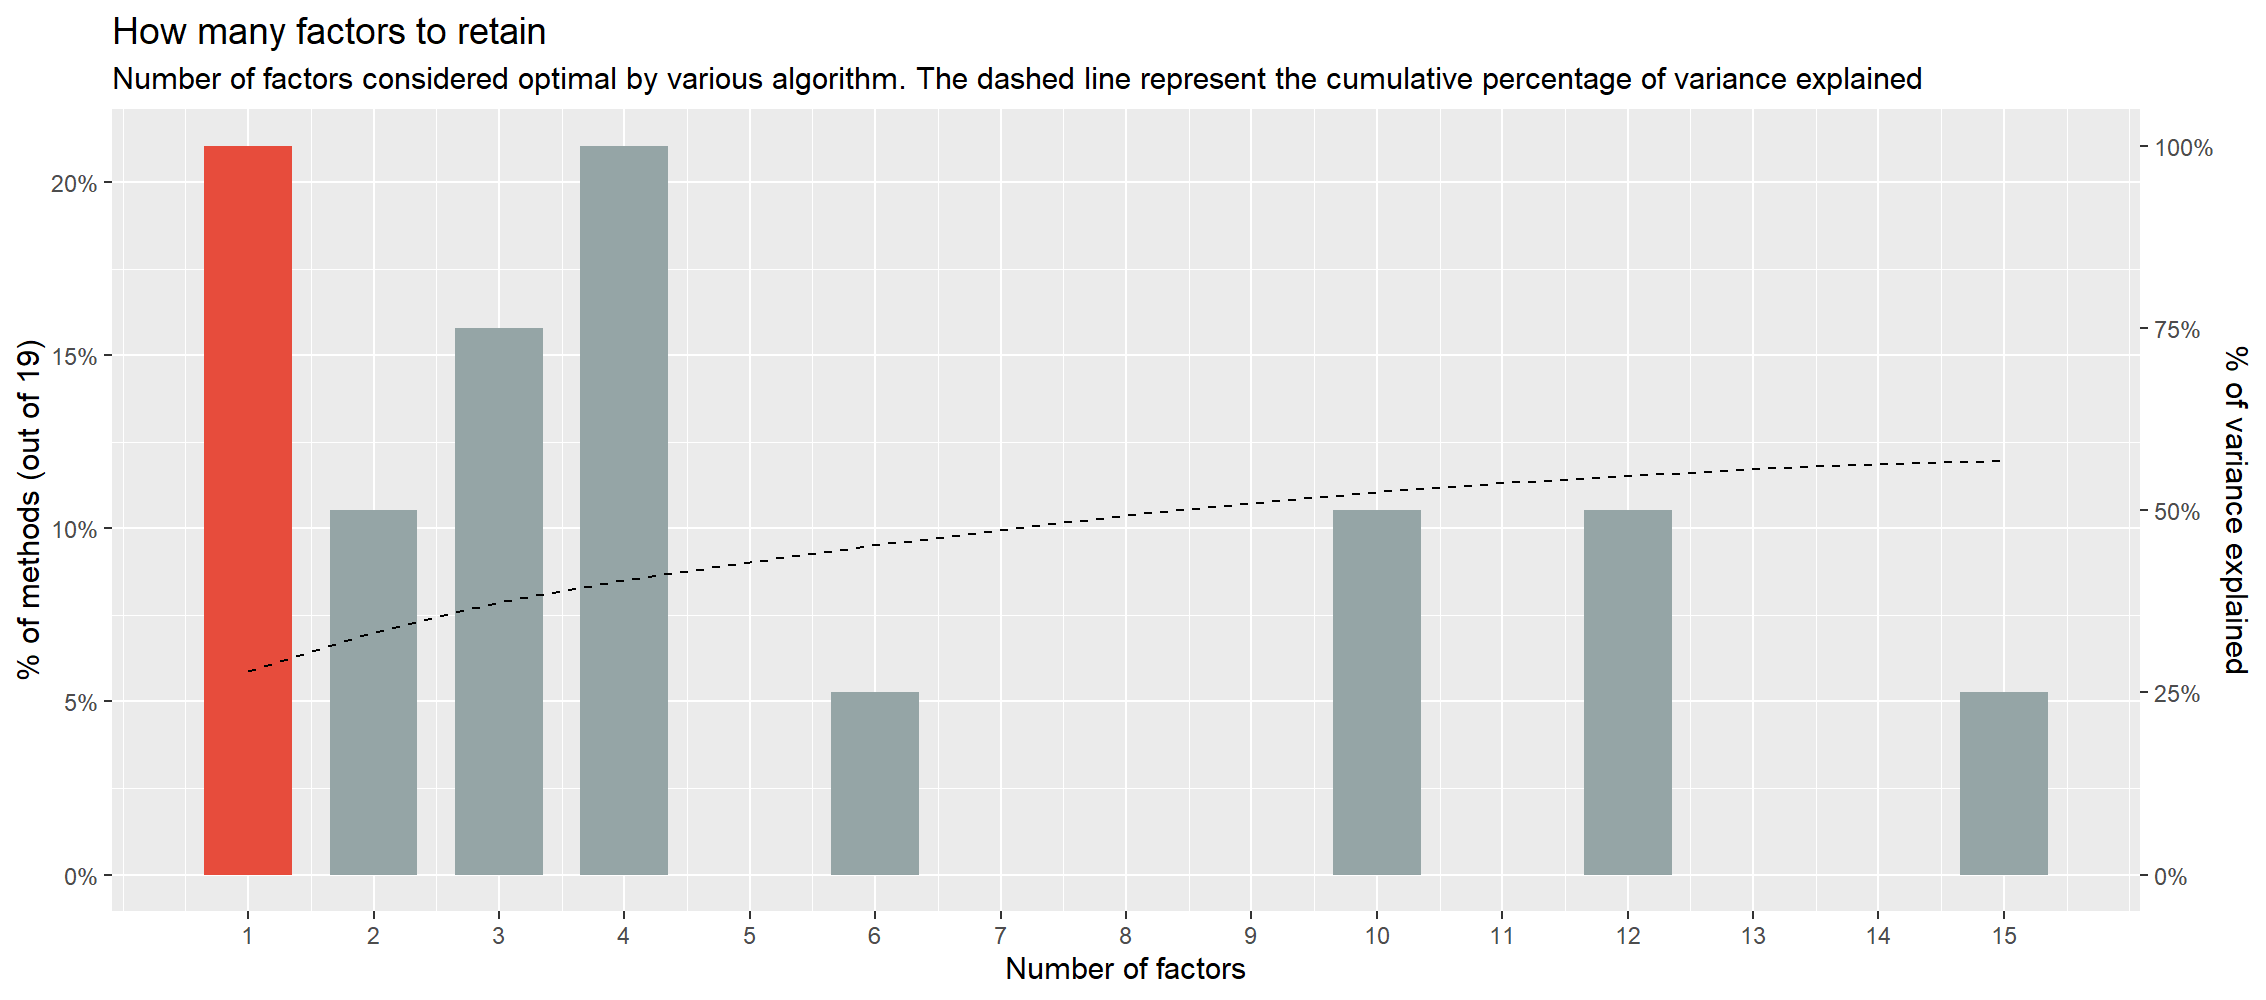 How many factors to retain
Number of factors considered optimal by various algorithm. The dashed line represent the cumulative percentage of variance explained
% of methods (out of 19)
20%
15%
10%
5%
0%
100%
75%
50%
25%
0%
% of variance explained
1 2 3 4 5 6 7 8 9 10 11 12 13 14 15
Number of factors